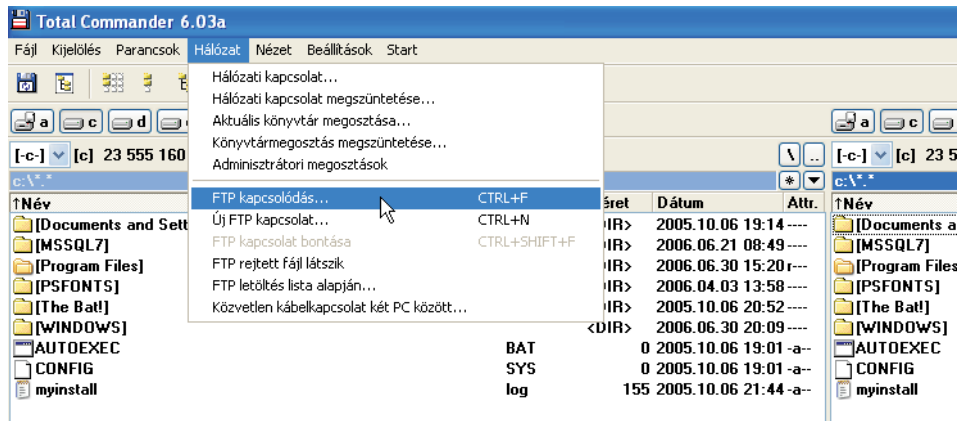 Total Commander 6.03a
Fájl Kijelölés Parancsok Hálózat Nézet Beállítások Start
Hálózati kapcsolat...
Hálózati kapcsolat megszüntetése...
Aktuális könyvtár megosztása...
Könyvtármegosztás megszüntetése...
Adminisztrátori megosztások
FTP kapcsolódás... CTRL+F
Új FTP kapcsolat... CTRL+N
FTP kapcsolat bontása CTRL+SHIFT+F
FTP rejtett fájl látszik
FTP letöltés lista alapján...
Közvetlen kábelkapcsolat két PC között...
a c d a c
[-c-] [c] 23 555 160 \ .. [-c-] [c] 23 5
c:\*.* * ▼ c:\*.*
↑Név éret Dátum Attr. ↑Név
[Documents and Sett IR> 2005.10.06 19:14 ---- [Documents a
[MSSQL7] IR> 2006.06.21 08:49 ---- [MSSQL7]
[Program Files] IR> 2006.06.30 15:20 r--- [Program Files
[PSFONTS] IR> 2006.04.03 13:58 ---- [PSFONTS]
[The Bat!] IR> 2005.10.06 20:52 ---- [The Bat!]
[WINDOWS] <DIR> 2006.06.30 20:09 ---- [WINDOWS]
AUTOEXEC BAT 0 2005.10.06 19:01 -a-- AUTOEXEC
CONFIG SYS 0 2005.10.06 19:01 -a-- CONFIG
myinstall log 155 2005.10.06 21:44 -a-- myinstall